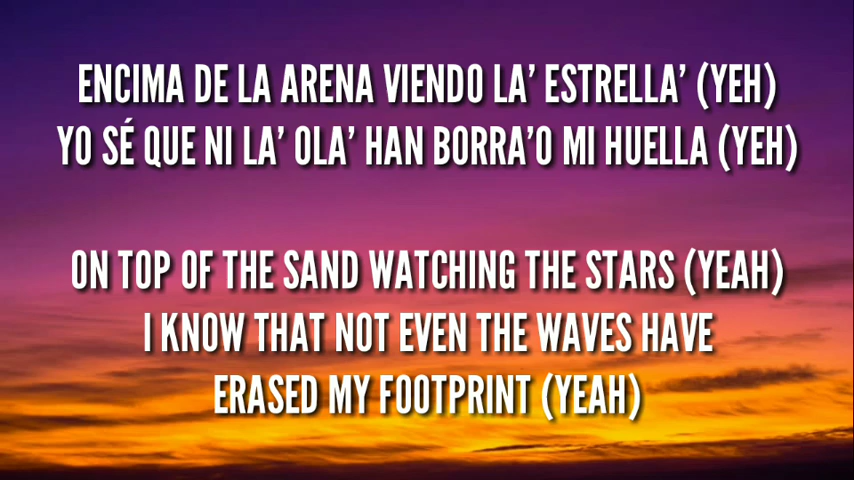 ENCIMA DE LA ARENA VIENDO LA' ESTRELLA' (YEH)
YO SÉ QUE NI LA' OLA' HAN BORRA'O MI HUELLA (YEH)
ON TOP OF THE SAND WATCHING THE STARS (YEAH)
I KNOW THAT NOT EVEN THE WAVES HAVE
ERASED MY FOOTPRINT (YEAH)